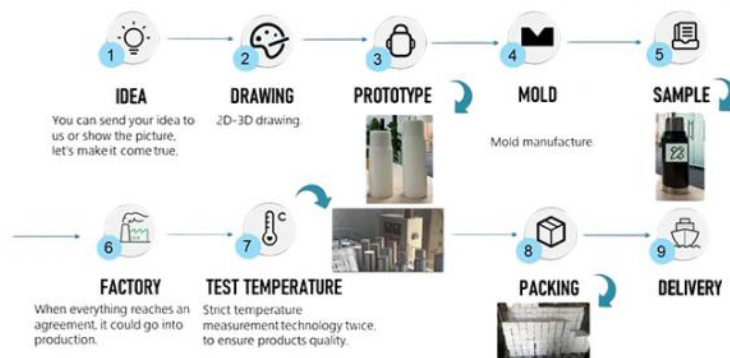 1
2
3
4
5
IDEA
DRAWING
PROTOTYPE
MOLD
SAMPLE
You can send your idea to
us or show the picture,
let's make it come true.
2D-3D drawing.
Mold manufacture.
6
7
C
8
9
FACTORY
TEST TEMPERATURE
PACKING
DELIVERY
When everything reaches an
agreement, it could go into
production.
Strict temperature
measurement technology twice,
to ensure products quality.